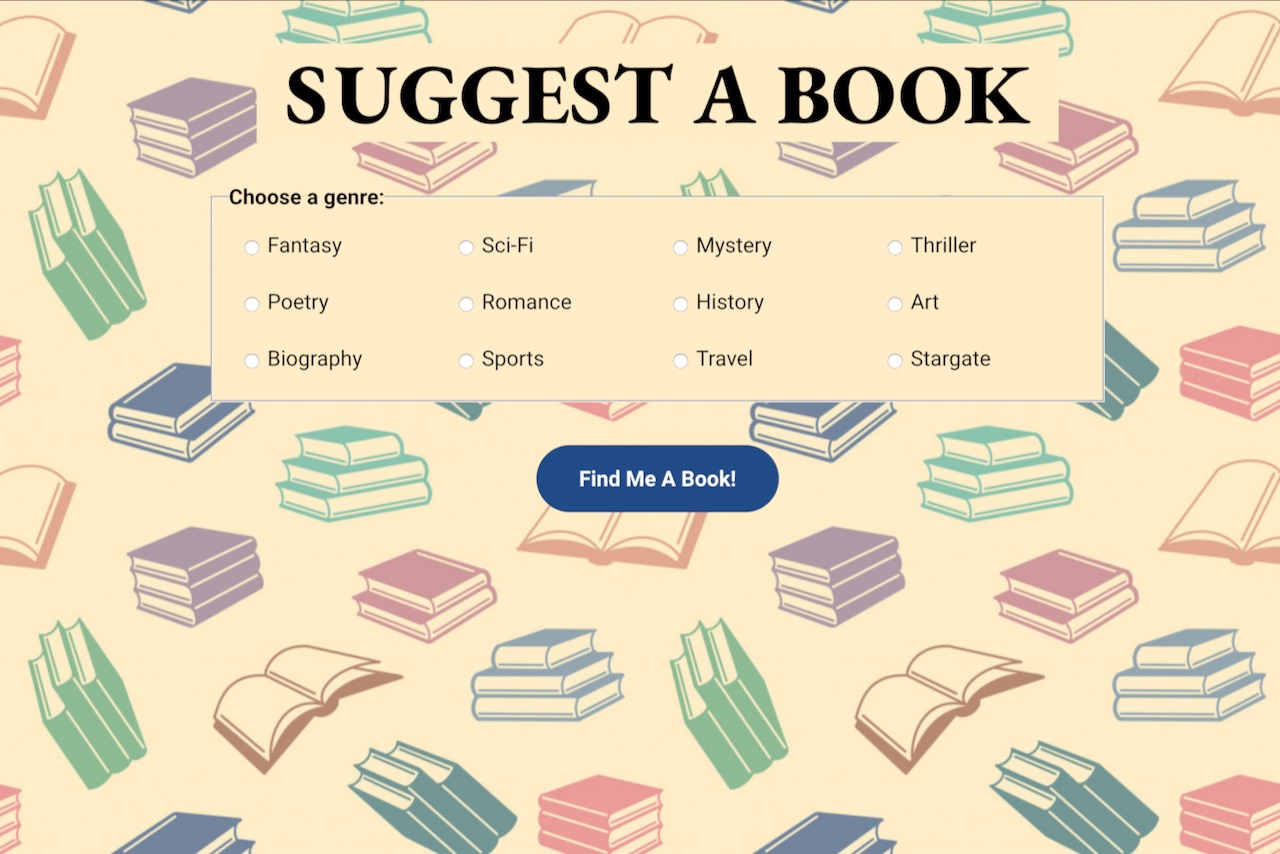 SUGGEST A BOOK
Choose a genre:
Fantasy Sci-Fi Mystery Thriller
Poetry Romance History Art
Biography Sports Travel Stargate
Find Me A Book!